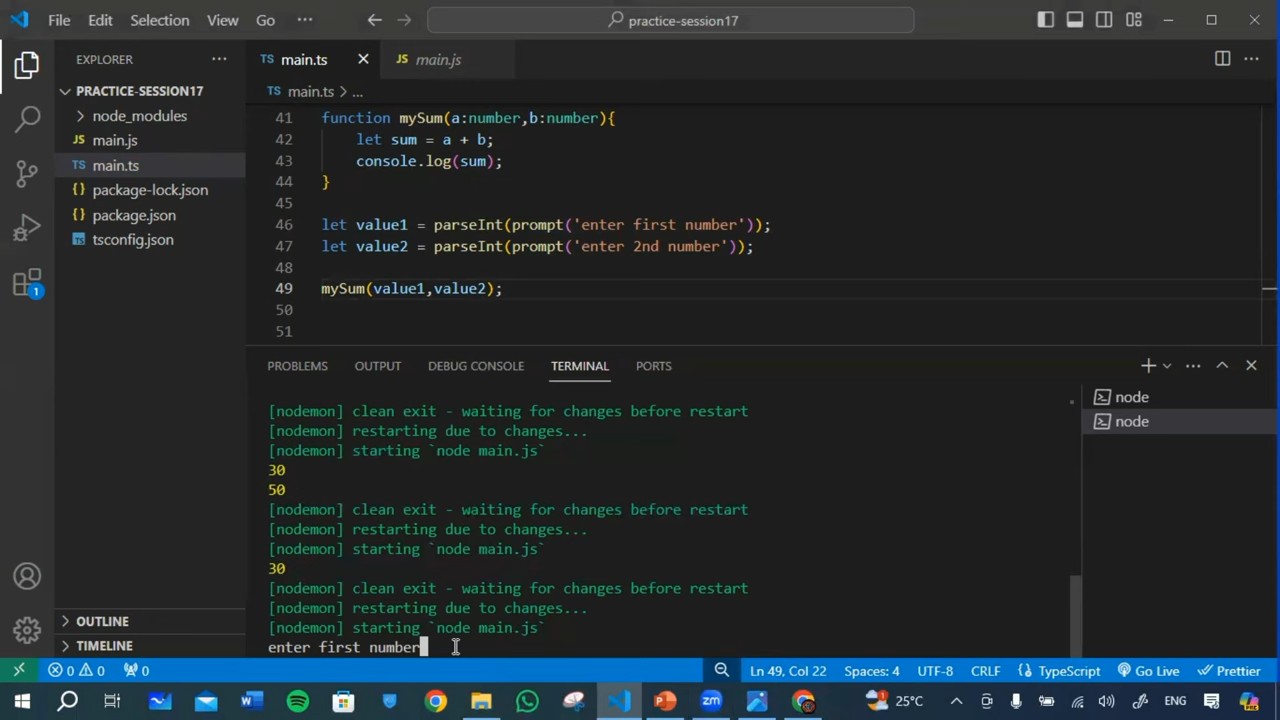 File Edit Selection View Go ··· practice-session17
EXPLORER ···
PRACTICE-SESSION17
node_modules
JS main.js
TS main.ts
{} package-lock.json
{} package.json
TS tsconfig.json
OUTLINE
TIMELINE
1
TS main.ts
JS main.js
TS main.ts > ...
41 function mySum(a:number,b:number){
42 let sum = a + b;
43 console.log(sum);
44 }
45
46 let value1 = parseInt(prompt('enter first number'));
47 let value2 = parseInt(prompt('enter 2nd number'));
48
49 mySum(value1,value2);
50
51
PROBLEMS OUTPUT DEBUG CONSOLE TERMINAL PORTS
[nodemon] clean exit - waiting for changes before restart
[nodemon] restarting due to changes...
[nodemon] starting `node main.js`
30
50
[nodemon] clean exit - waiting for changes before restart
[nodemon] restarting due to changes...
[nodemon] starting `node main.js`
30
[nodemon] clean exit - waiting for changes before restart
[nodemon] restarting due to changes...
[nodemon] starting `node main.js`
enter first number
node
node
0 0 0 Ln 49, Col 22 Spaces: 4 UTF-8 CRLF {} TypeScript Go Live Prettier
25°C ENG